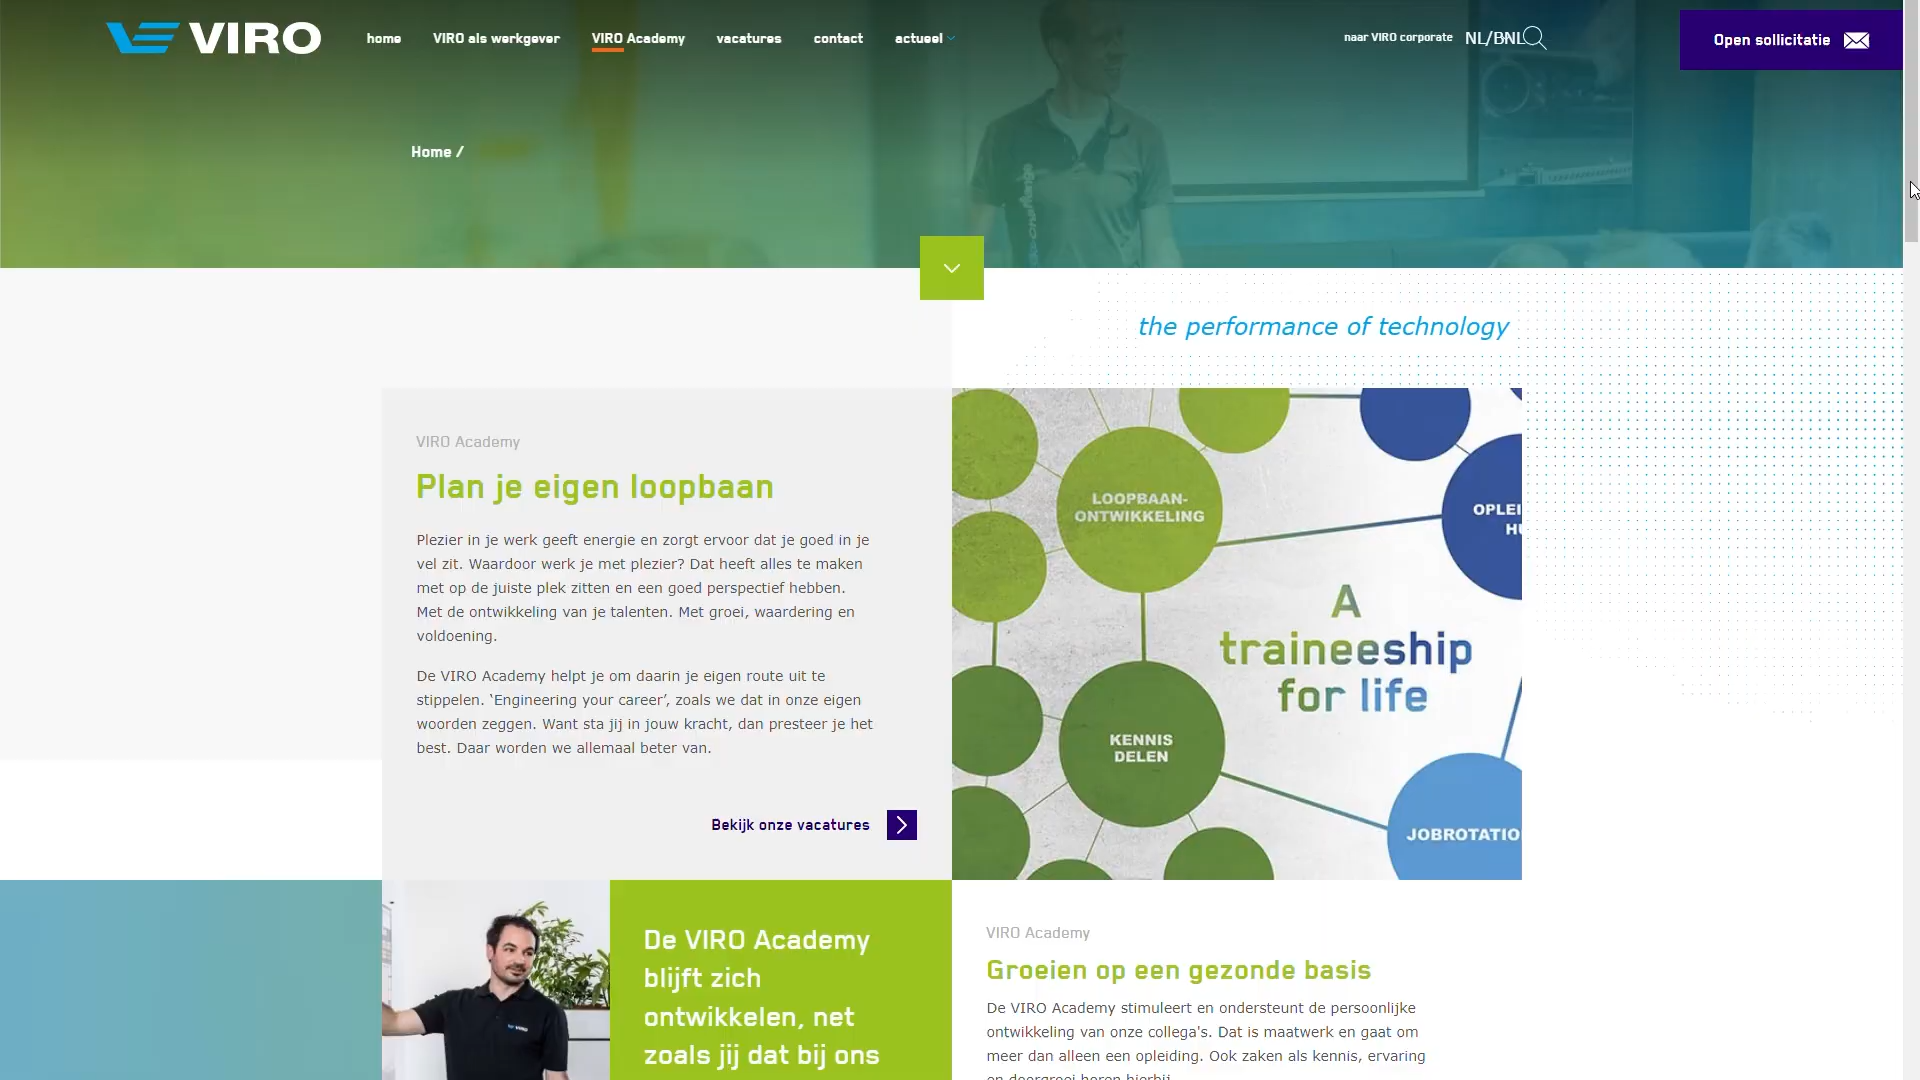 VIRO
home
VIRO als werkgever
VIRO Academy
vacatures
contact
actueel
naar VIRO corporate
Open sollicitatie
Home /
the performance of technology
VIRO Academy
Plan je eigen loopbaan
Plezier in je werk geeft energie en zorgt ervoor dat je goed in je
vel zit. Waardoor werk je met plezier? Dat heeft alles te maken
met op de juiste plek zitten en een goed perspectief hebben.
Met de ontwikkeling van je talenten. Met groei, waardering en
voldoening.
De VIRO Academy helpt je om daarin je eigen route uit te
stippelen. ‘Engineering your career’, zoals we dat in onze eigen
woorden zeggen. Want sta jij in jouw kracht, dan presteer je het
best. Daar worden we allemaal beter van.
Bekijk onze vacatures
LOOPBAAN-
ONTWIKKELING
OPLEI
HU
A
traineeship
for life
KENNIS
DELEN
JOBROTATIO
De VIRO Academy
blijft zich
ontwikkelen, net
zoals jij dat bij ons
VIRO Academy
Groeien op een gezonde basis
De VIRO Academy stimuleert en ondersteunt de persoonlijke
ontwikkeling van onze collega's. Dat is maatwerk en gaat om
meer dan alleen een opleiding. Ook zaken als kennis, ervaring
en doorgroei horen hierbij.